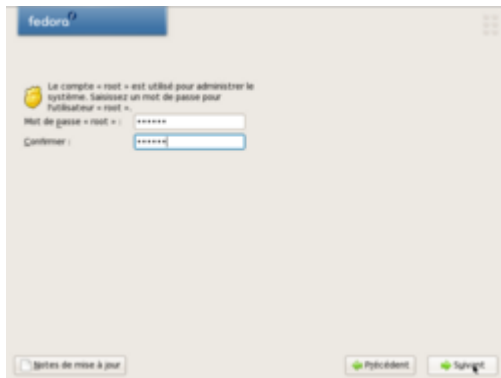 fedora
Le compte « root » est utilisé pour administrer le
système. Saisissez un mot de passe pour
l'utilisateur « root ».
Mot de passe « root » : ••••••
Confirmer : ••••••
Notes de mise à jour
Précédent
Suivant